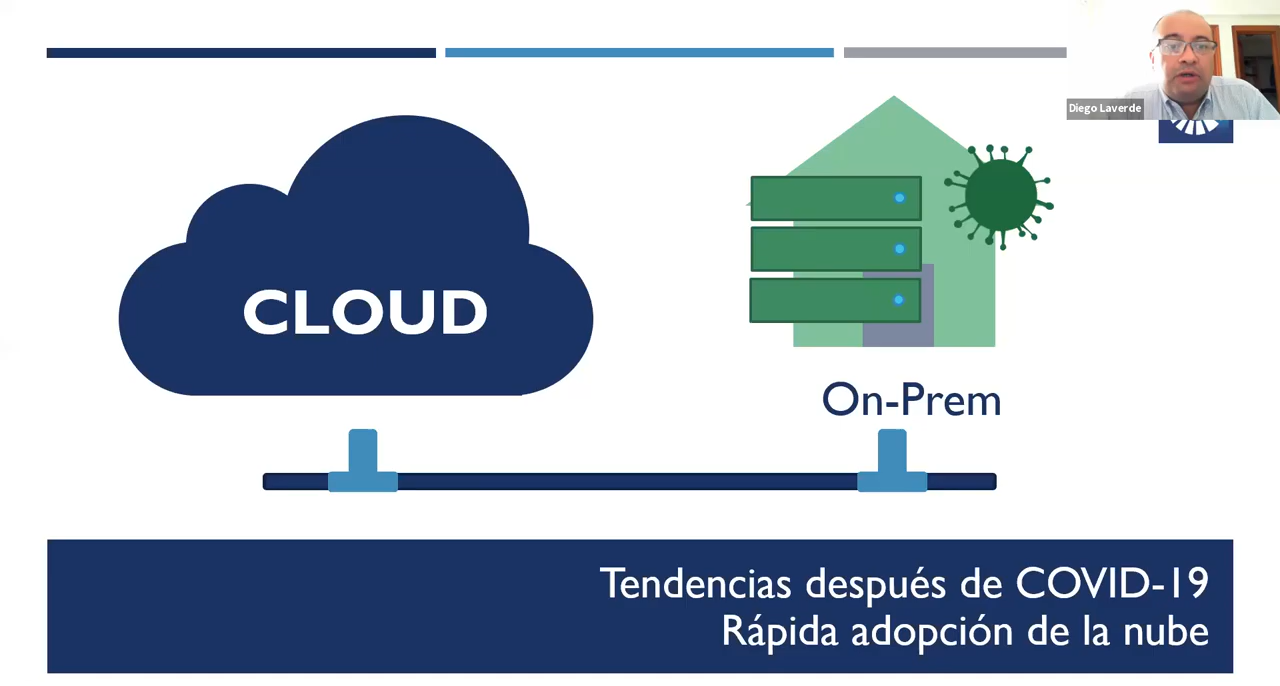 Diego Laverde
CLOUD
On-Prem
Tendencias después de COVID-19
Rápida adopción de la nube